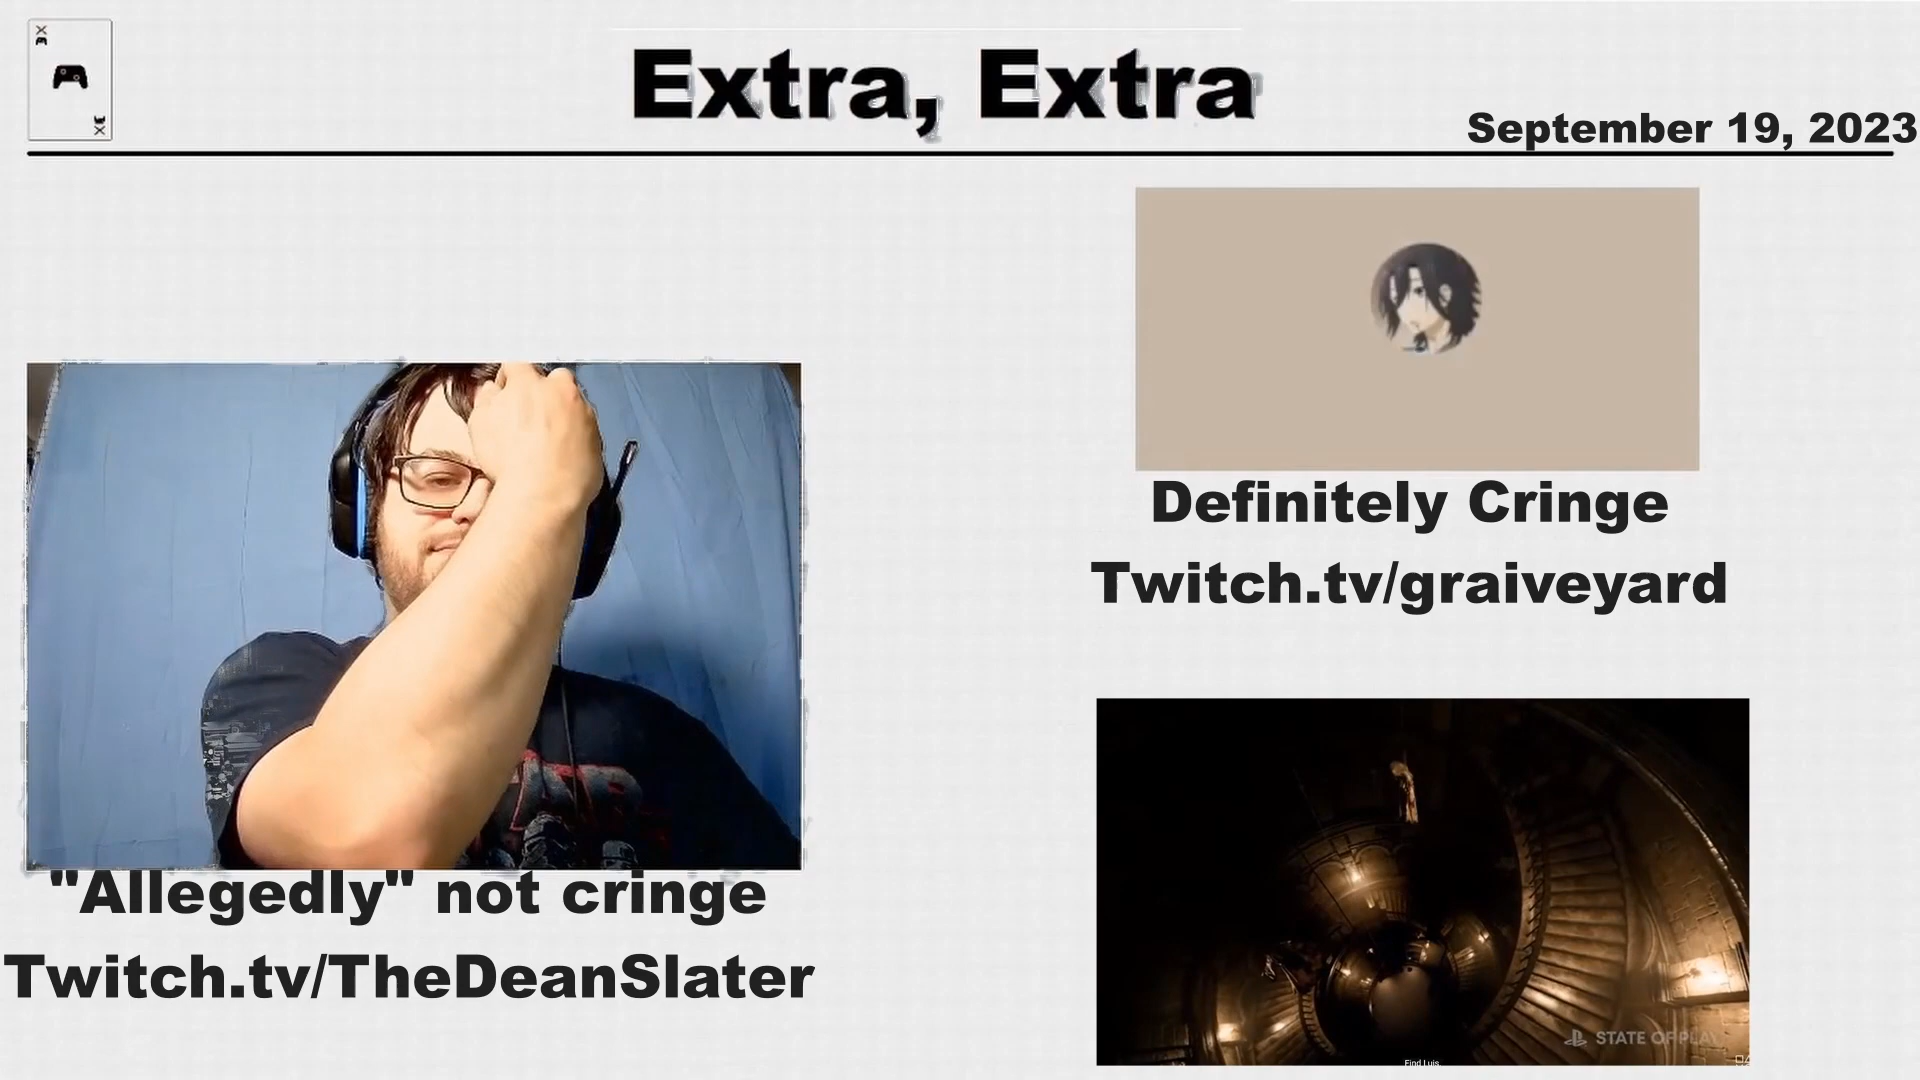 X
Extra, Extra
X
September 19, 2023
Definitely Cringe
Twitch.tv/graiveyard
"Allegedly" not cringe
Twitch.tv/TheDeanSlater
STATE OF PLAY
Find Luis.